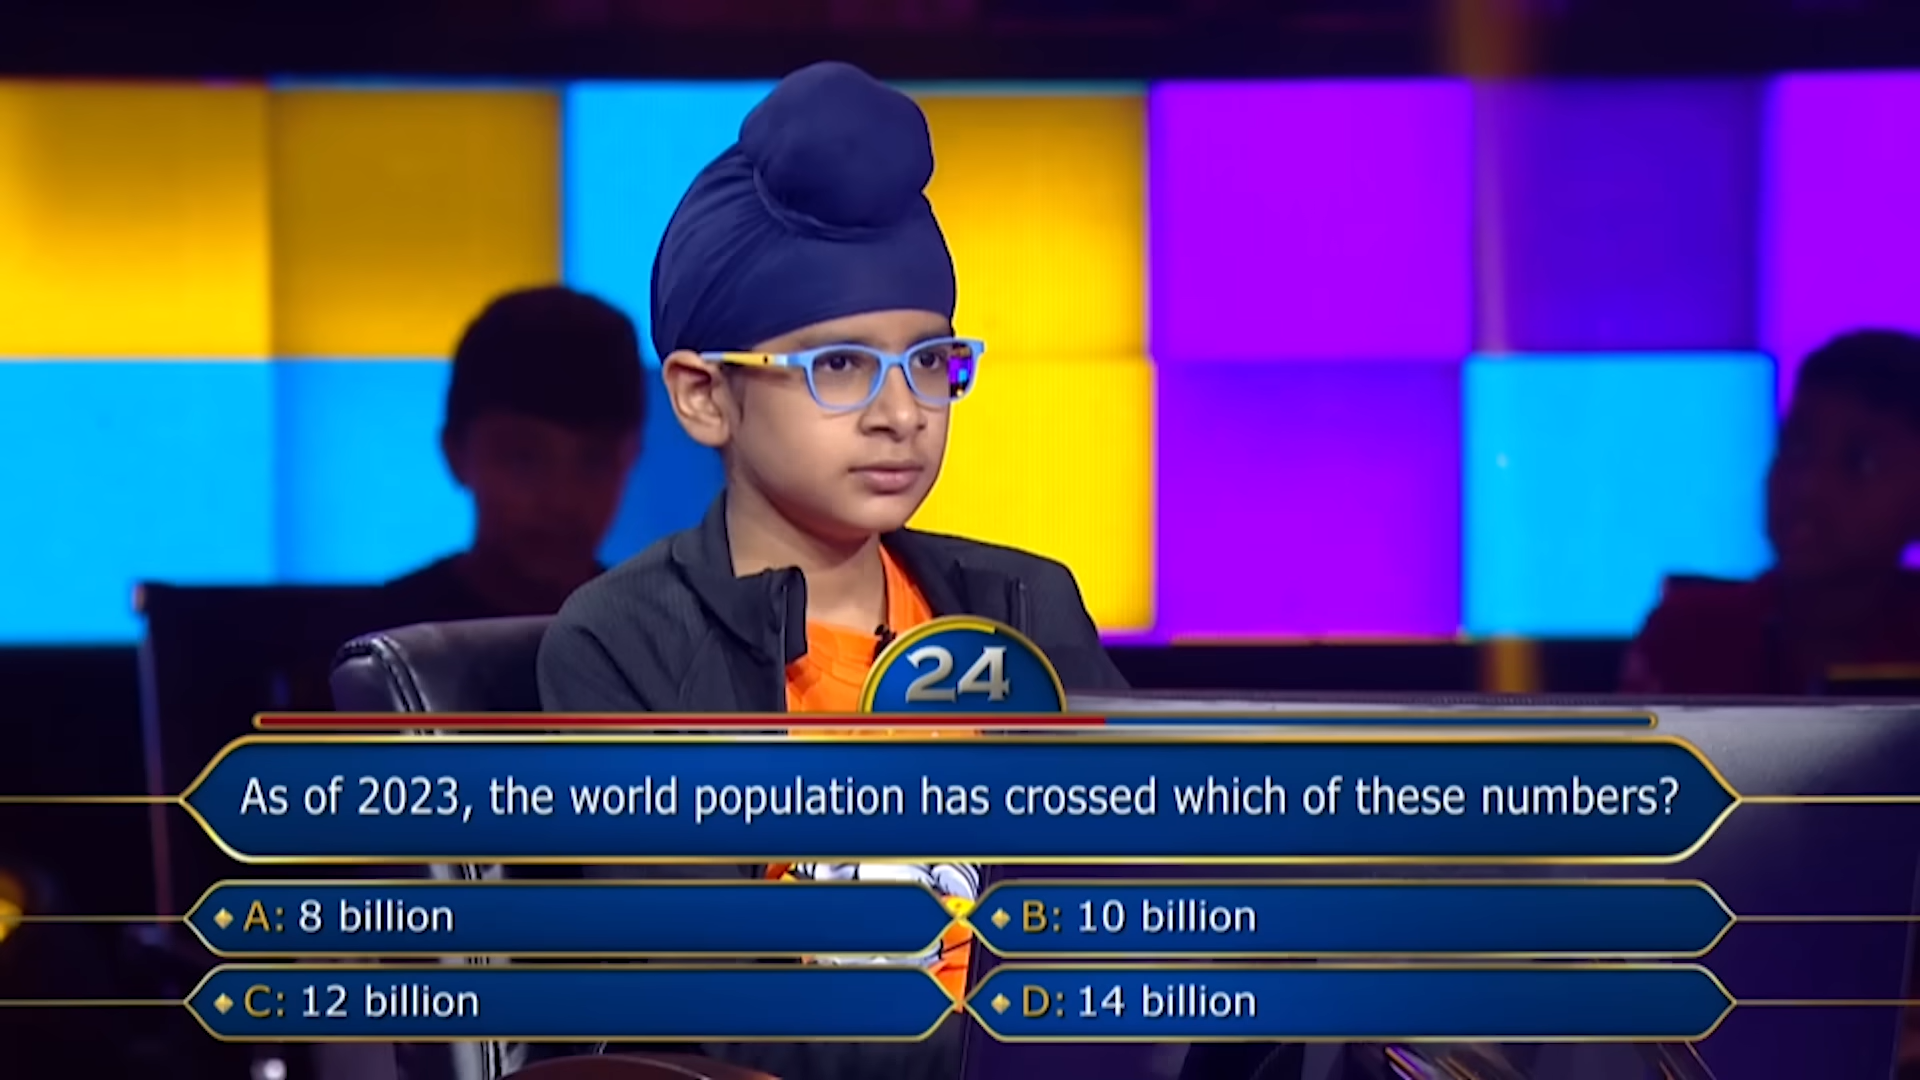 24
As of 2023, the world population has crossed which of these numbers?
A: 8 billion
B: 10 billion
C: 12 billion
D: 14 billion